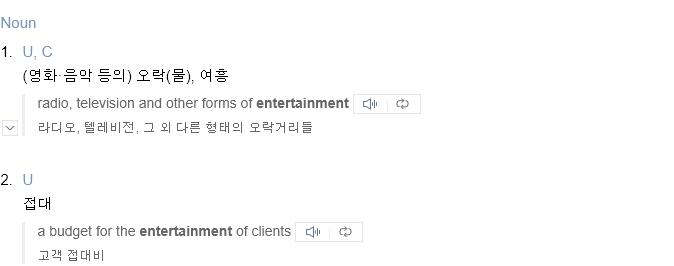 Noun
1. U, C
(영화·음악 등의) 오락(물), 여흥
radio, television and other forms of entertainment
라디오, 텔레비전, 그 외 다른 형태의 오락거리들
2. U
접대
a budget for the entertainment of clients
고객 접대비